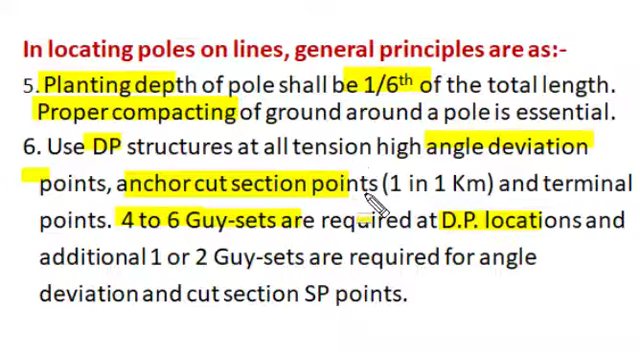 In locating poles on lines, general principles are as:-
5. Planting depth of pole shall be 1/6th of the total length.
Proper compacting of ground around a pole is essential.
6. Use DP structures at all tension high angle deviation
points, anchor cut section points (1 in 1 Km) and terminal
points. 4 to 6 Guy-sets are required at D.P. locations and
additional 1 or 2 Guy-sets are required for angle
deviation and cut section SP points.